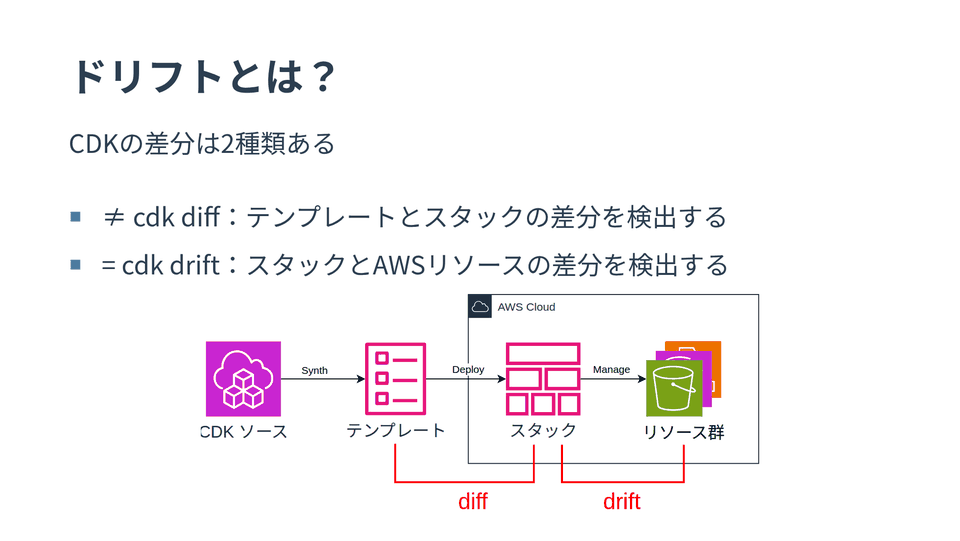 ドリフトとは？
CDKの差分は2種類ある
≠ cdk diff：テンプレートとスタックの差分を検出する
= cdk drift：スタックとAWSリソースの差分を検出する
AWS Cloud
Synth
Deploy
Manage
CDK ソース
テンプレート
スタック
リソース群
diff
drift